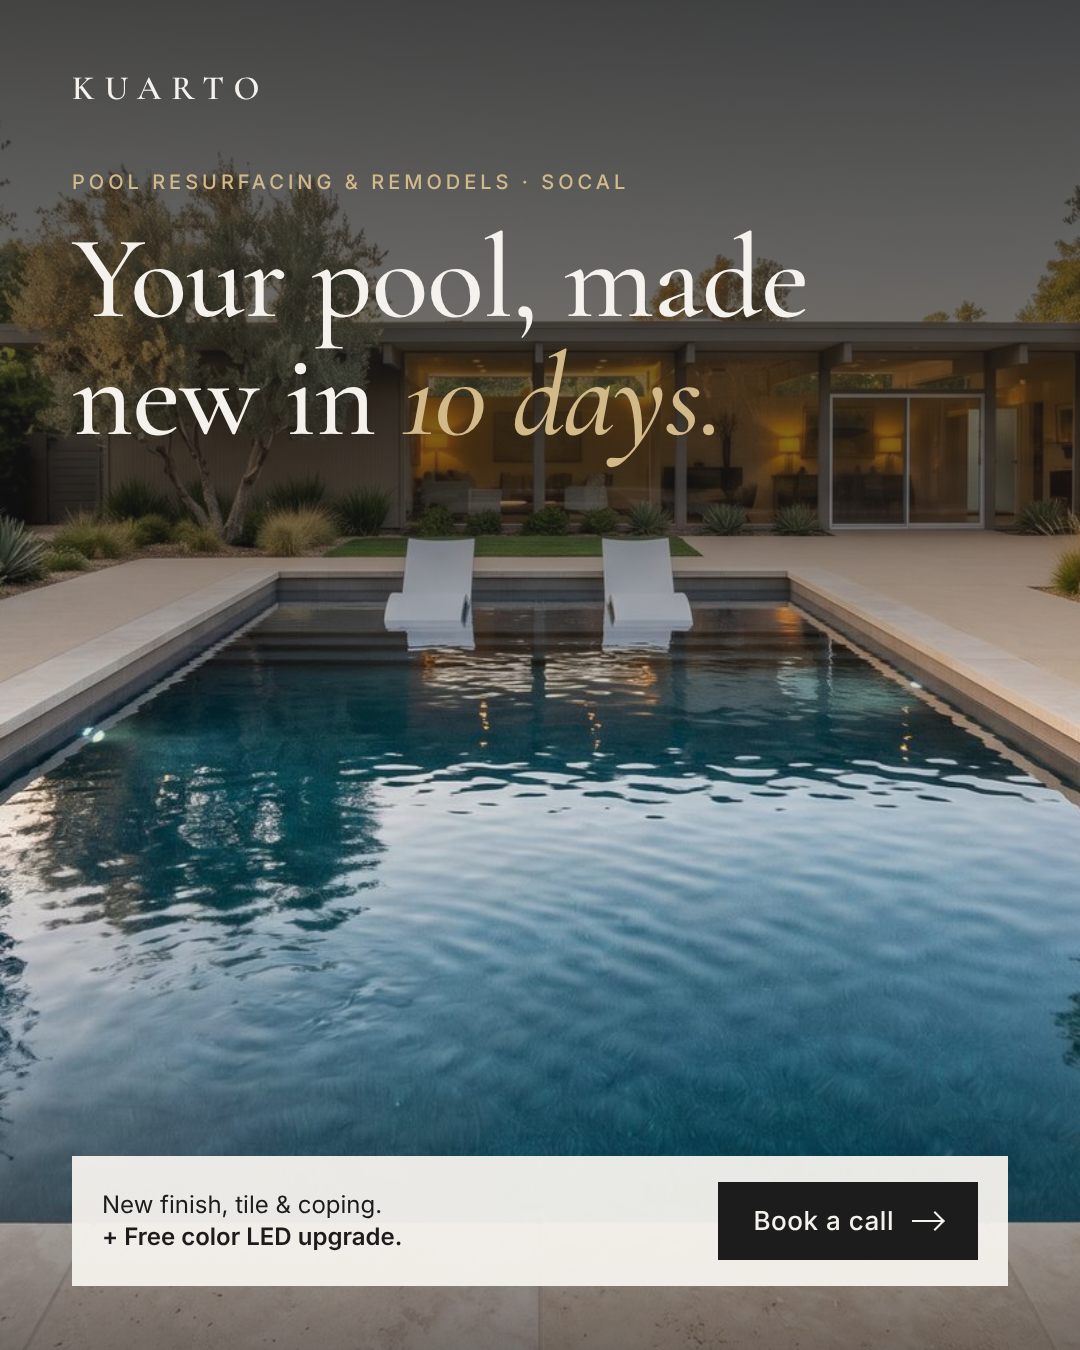 KUARTO
POOL RESURFACING & REMODELS · SOCAL
Your pool, made
new in 10 days.
New finish, tile & coping.
+ Free color LED upgrade.
Book a call →